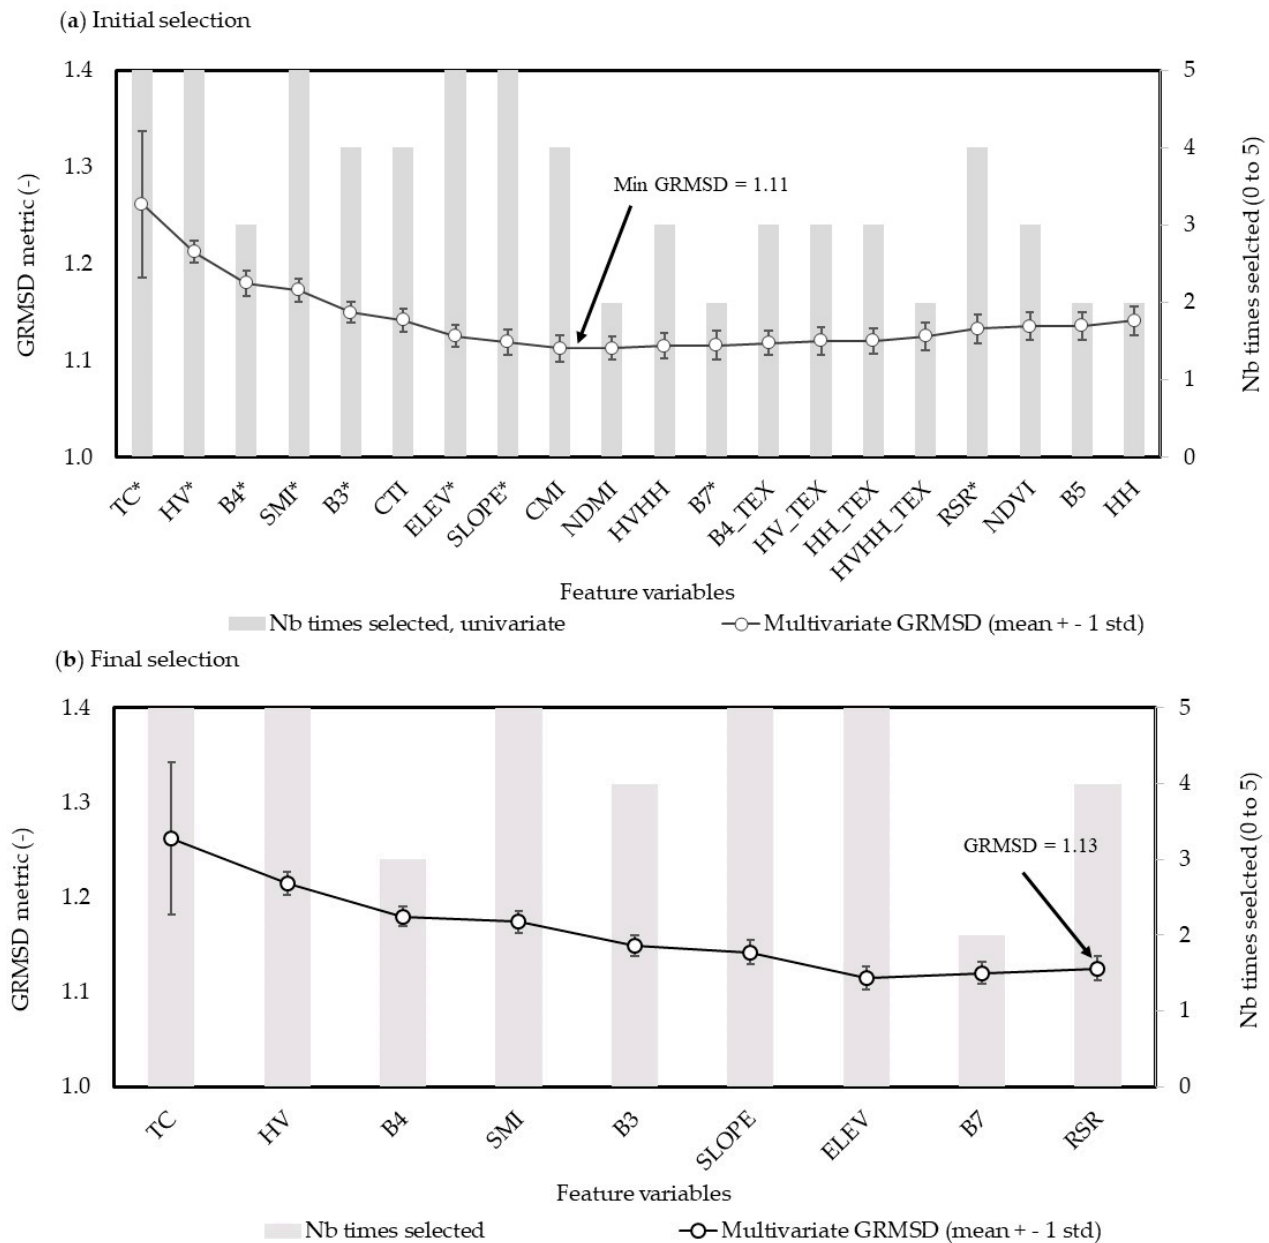 (a) Initial selection
1.4
1.3
1.2
1.1
1.0
GRMSD metric (-)
Min GRMSD = 1.11
5
4
3
2
1
0
Nb times seelcted (0 to 5)
TC*
HV*
B4*
SMI*
B3*
CTI
ELEV*
SLOPE*
CMI
NDMI
HVHH
B7*
B4_TEX
HV_TEX
HH_TEX
HVHH_TEX
RSR*
NDVI
B5
HH
Feature variables
Nb times selected, univariate
Multivariate GRMSD (mean + - 1 std)
(b) Final selection
1.4
1.3
1.2
1.1
1.0
GRMSD metric (-)
GRMSD = 1.13
5
4
3
2
1
0
Nb times seelcted (0 to 5)
TC
HV
B4
SMI
B3
SLOPE
ELEV
B7
RSR
Feature variables
Nb times selected
Multivariate GRMSD (mean + - 1 std)